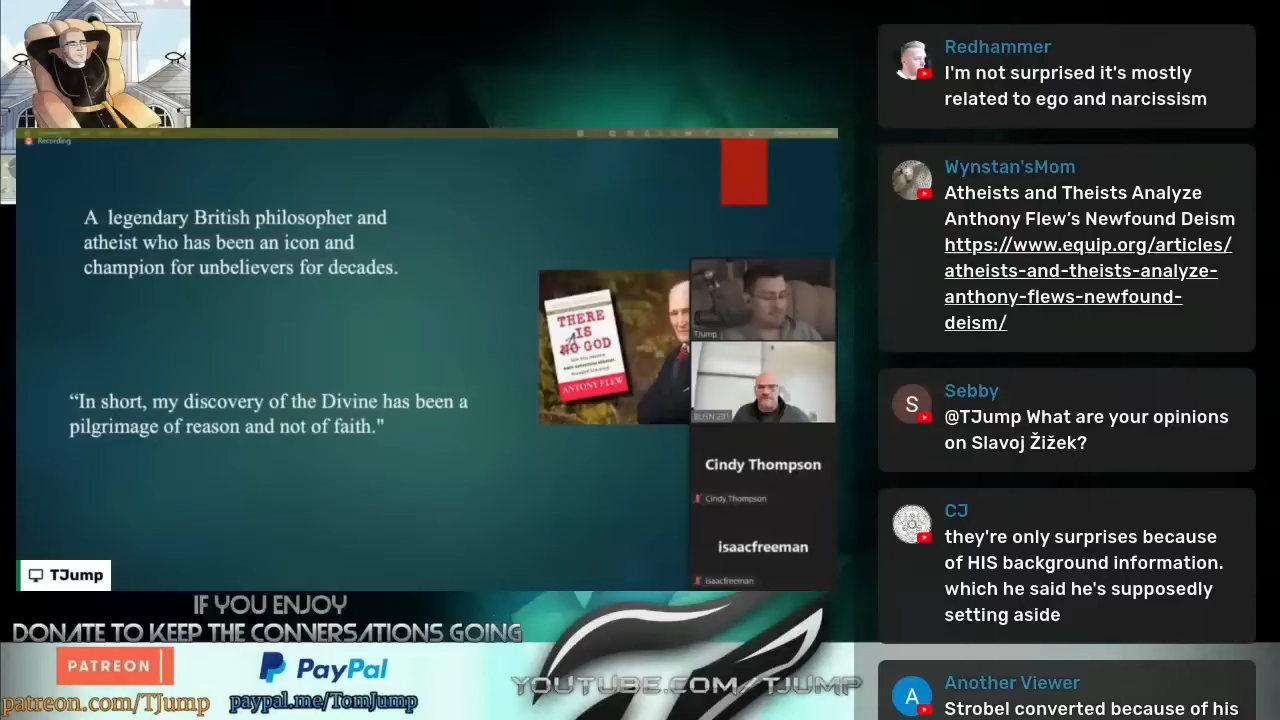 Recording
A legendary British philosopher and
atheist who has been an icon and
champion for unbelievers for decades.
“In short, my discovery of the Divine has been a
pilgrimage of reason and not of faith."
THERE
IS
A
NO GOD
ANTONY FLEW
TJump
Cindy Thompson
Cindy Thompson
isaacfreeman
isaacfreeman
TJump
IF YOU ENJOY
DONATE TO KEEP THE CONVERSATIONS GOING
PATREON
PayPal
patreon.com/TJump
paypal.me/TomJump
YOUTUBE.COM/TJUMP
Redhammer
I'm not surprised it's mostly
related to ego and narcissism
Wynstan'sMom
Atheists and Theists Analyze
Anthony Flew’s Newfound Deism
https://www.equip.org/articles/
atheists-and-theists-analyze-
anthony-flews-newfound-
deism/
S
Sebby
@TJump What are your opinions
on Slavoj Žižek?
CJ
they're only surprises because
of HIS background information.
which he said he's supposedly
setting aside
A
Another Viewer
Strobel converted because of his